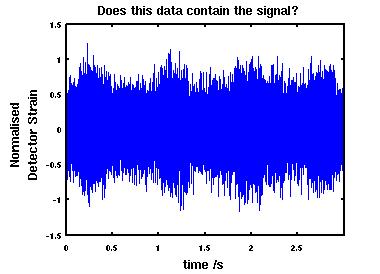 Does this data contain the signal?
1.5
1
0.5
0
-0.5
-1
-1.5
Normalised
Detector Strain
0 0.5 1 1.5 2 2.5
time /s